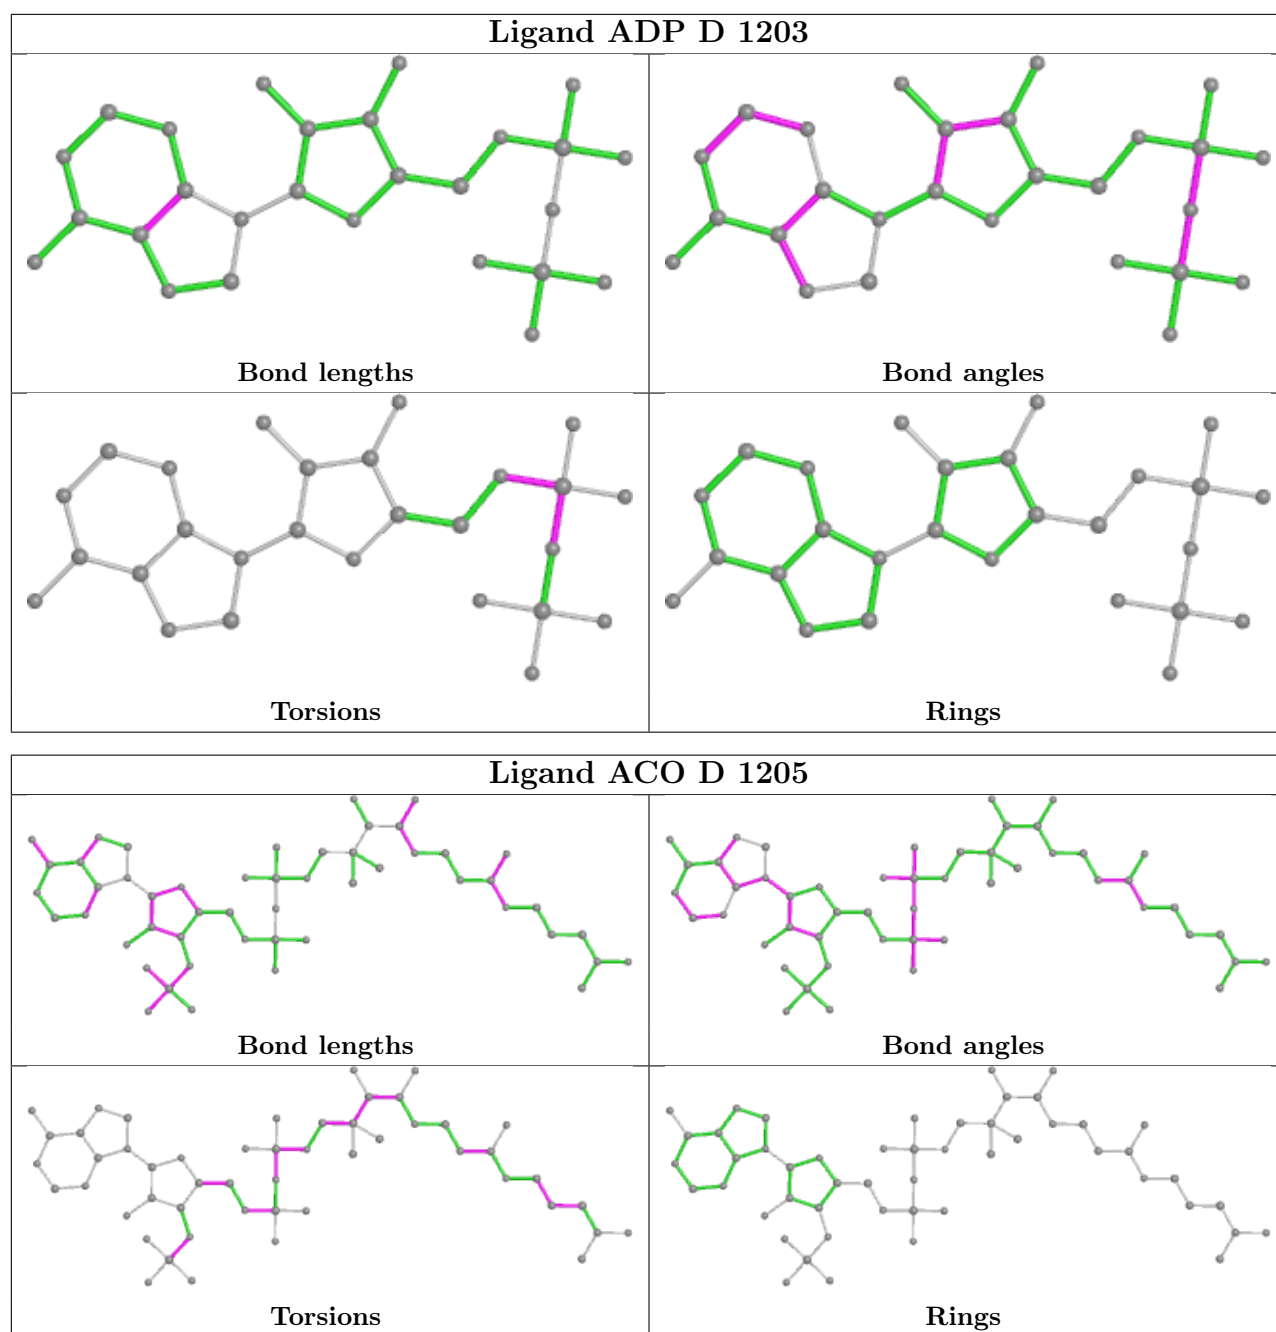 Ligand ADP D 1203
Bond lengths
Bond angles
Torsions
Rings
Ligand ACO D 1205
Bond lengths
Bond angles
Torsions
Rings